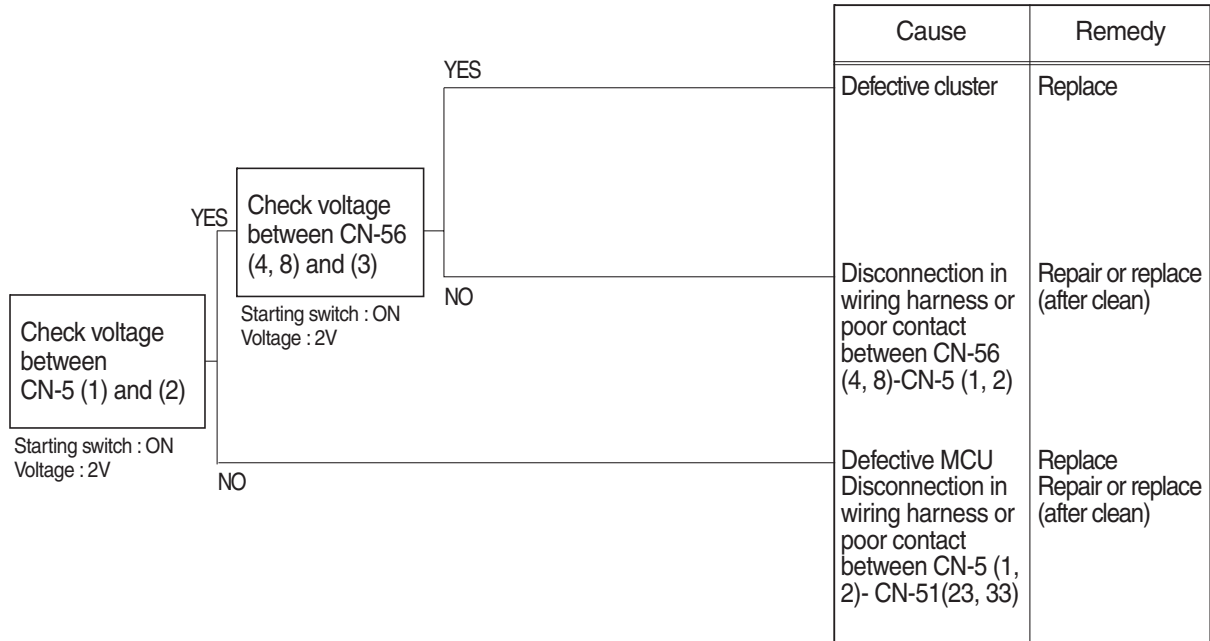 Cause
Remedy
YES
Defective cluster
Replace
YES
Check voltage
between CN-56
(4, 8) and (3)
Starting switch : ON
Voltage : 2V
NO
Disconnection in
wiring harness or
poor contact
between CN-56
(4, 8)-CN-5 (1, 2)
Repair or replace
(after clean)
Check voltage
between
CN-5 (1) and (2)
Starting switch : ON
Voltage : 2V
NO
Defective MCU
Disconnection in
wiring harness or
poor contact
between CN-5 (1,
2)- CN-51(23, 33)
Replace
Repair or replace
(after clean)